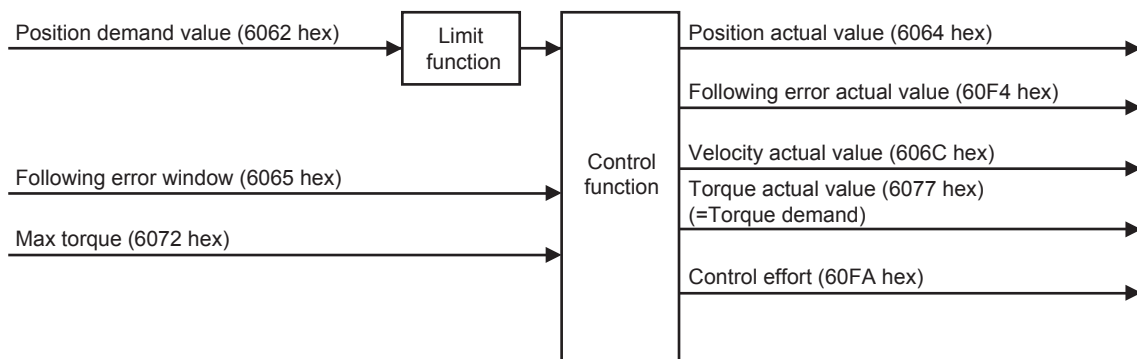 Position demand value (6062 hex)
Limit
function
Following error window (6065 hex)
Max torque (6072 hex)
Control
function
Position actual value (6064 hex)
Following error actual value (60F4 hex)
Velocity actual value (606C hex)
Torque actual value (6077 hex)
(=Torque demand)
Control effort (60FA hex)